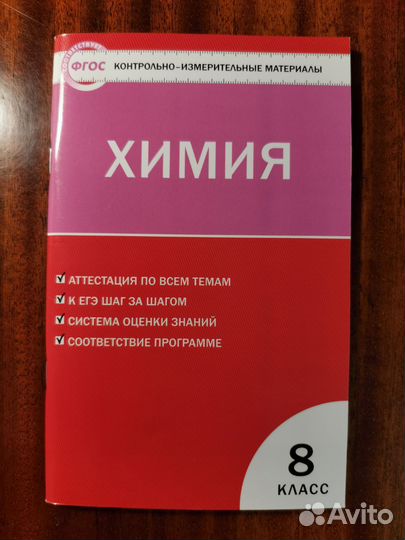 СООТВЕТСТВУЕТ
ФГОС
КОНТРОЛЬНО-ИЗМЕРИТЕЛЬНЫЕ МАТЕРИАЛЫ
ХИМИЯ
АТТЕСТАЦИЯ ПО ВСЕМ ТЕМАМ
К ЕГЭ ШАГ ЗА ШАГОМ
СИСТЕМА ОЦЕНКИ ЗНАНИЙ
СООТВЕТСТВИЕ ПРОГРАММЕ
8
КЛАСС
Avito